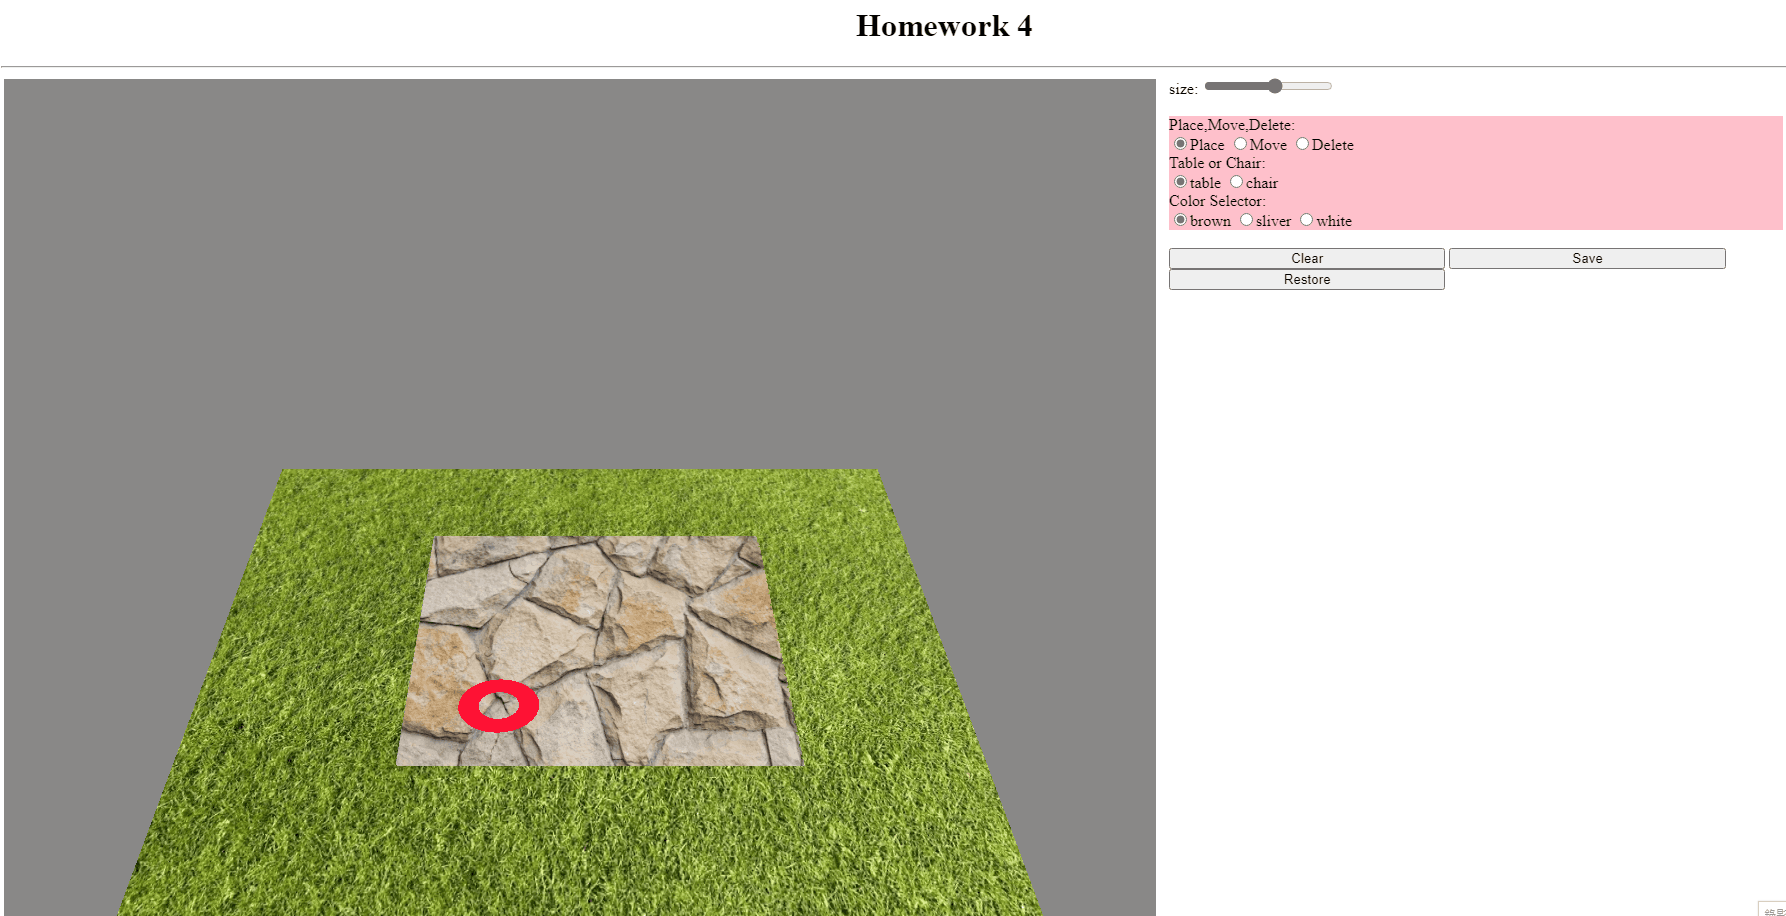 Homework 4
size:
Place,Move,Delete:
Place Move Delete
Table or Chair:
table chair
Color Selector:
brown sliver white
Clear Save
Restore